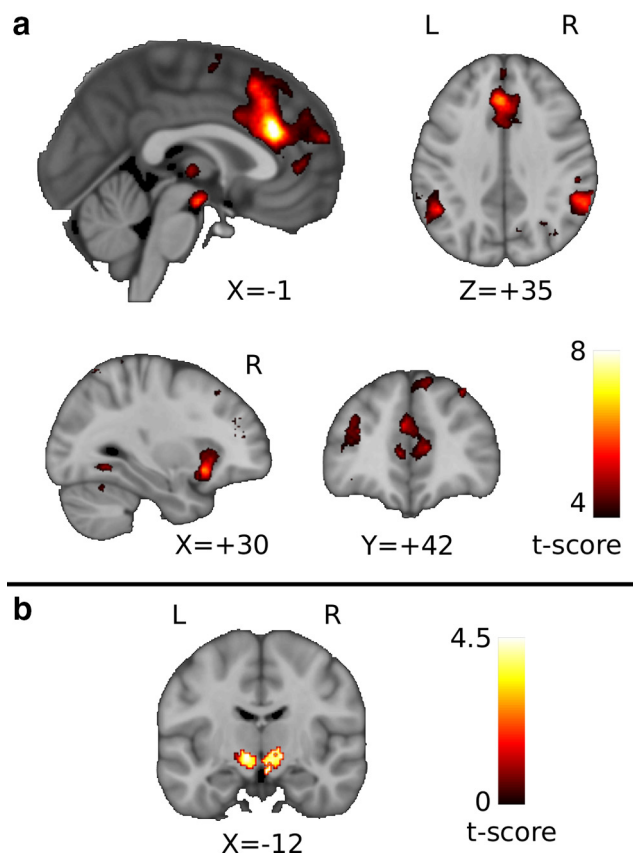 a
L R
X=-1
Z=+35
R
X=+30
Y=+42
8
4
t-score
b
L R
X=-12
4.5
0
t-score